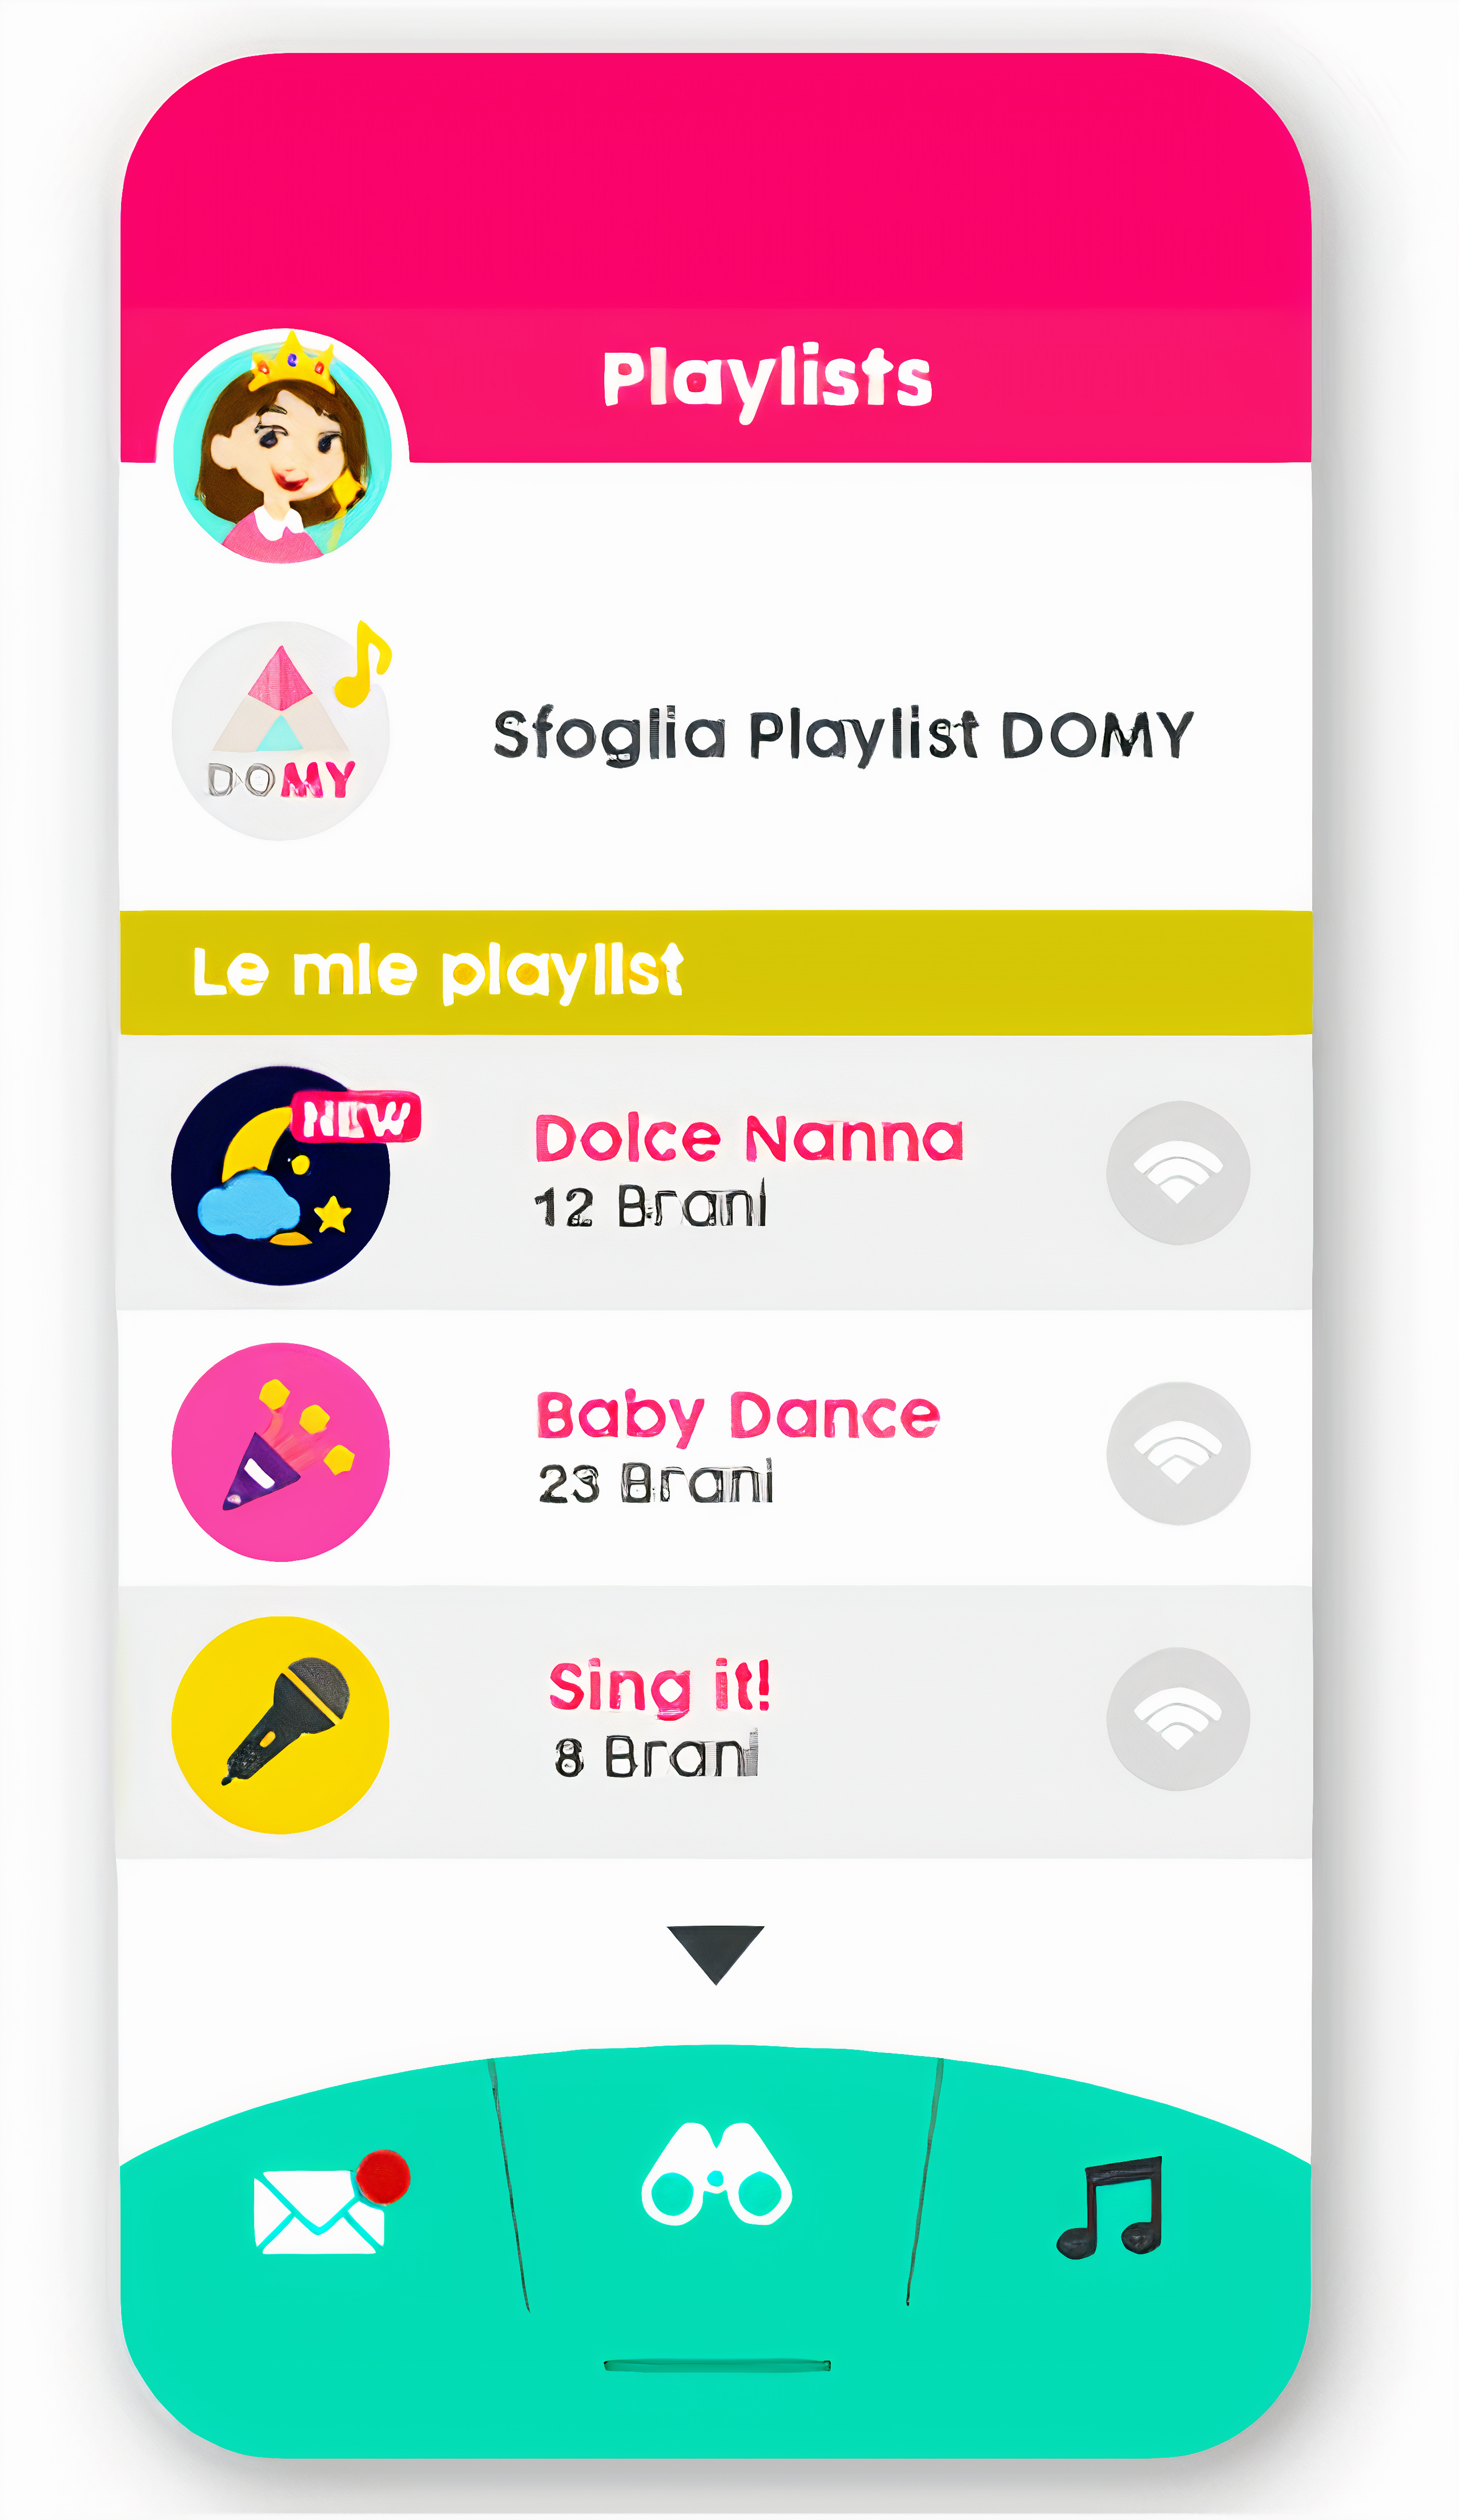 Playlists
DOMY
Sfoglia Playlist DOMY
Le mie playlist
NEW
Dolce Nanna
12 Brani
Baby Dance
23 Brani
Sing it!
8 Brani